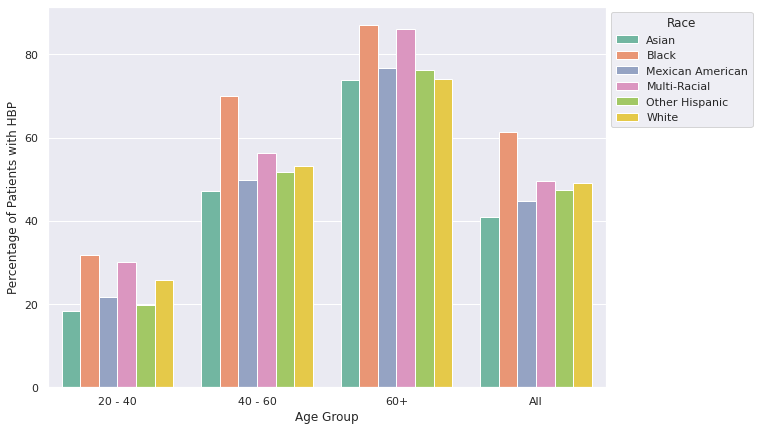 Race
Asian
Black
Mexican American
Multi-Racial
Other Hispanic
White
Percentage of Patients with HBP
80
60
40
20
0
20 - 40
40 - 60
60+
All
Age Group